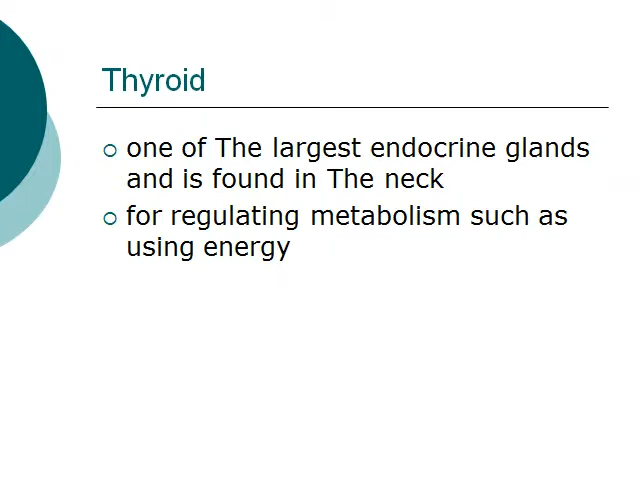 Thyroid
one of The largest endocrine glands
and is found in The neck
for regulating metabolism such as
using energy